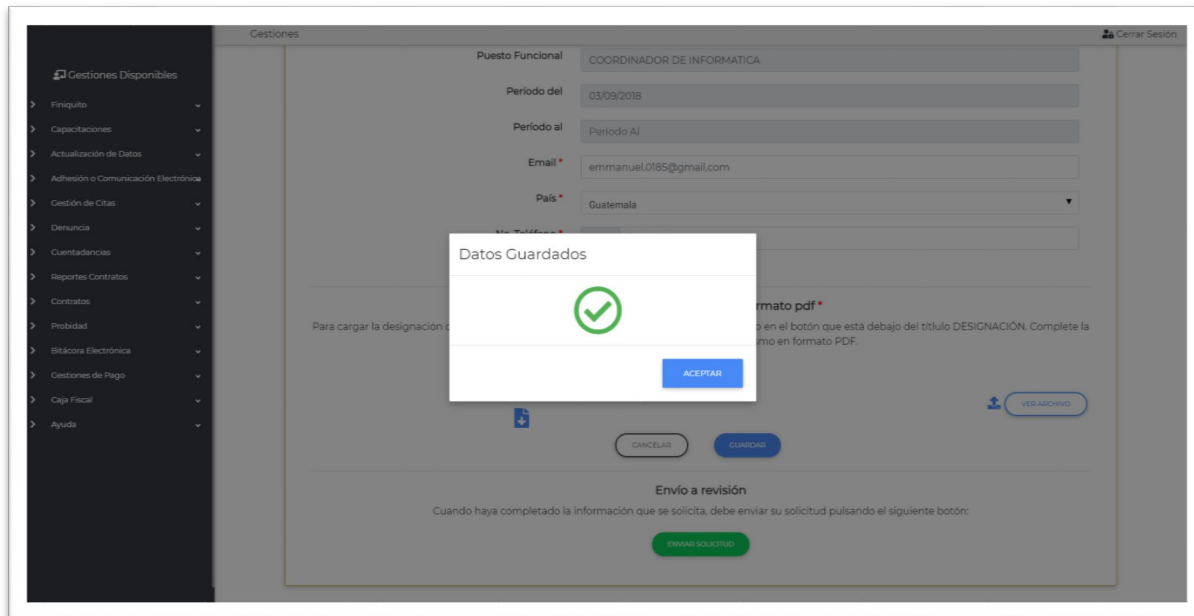 Gestiones
Cerrar Sesión
Gestiones Disponibles
Finiquito
Capacitaciones
Actualización de Datos
Adhesión o Comunicación Electrónica
Gestión de Citas
Denuncia
Cuentadancias
Reportes Contratos
Contratos
Probidad
Bitácora Electrónica
Gestiones de Pago
Caja Fiscal
Ayuda
Puesto Funcional COORDINADOR DE INFORMATICA
Período del 03/09/2018
Período al Periodo Al
Email * emmanuel.0185@gmail.com
País * Guatemala
No. Teléfono *
Datos Guardados
ACEPTAR
pdf *
Para cargar la designación
en el botón que está debajo del titlulo DESIGNACIÓN. Complete la
en formato PDF.
VER ARCHIVO
CANCELAR GUARDAR
Envío a revisión
Cuando haya completado la información que se solicita, debe enviar su solicitud pulsando el siguiente botón:
ENVIAR SOLICITUD